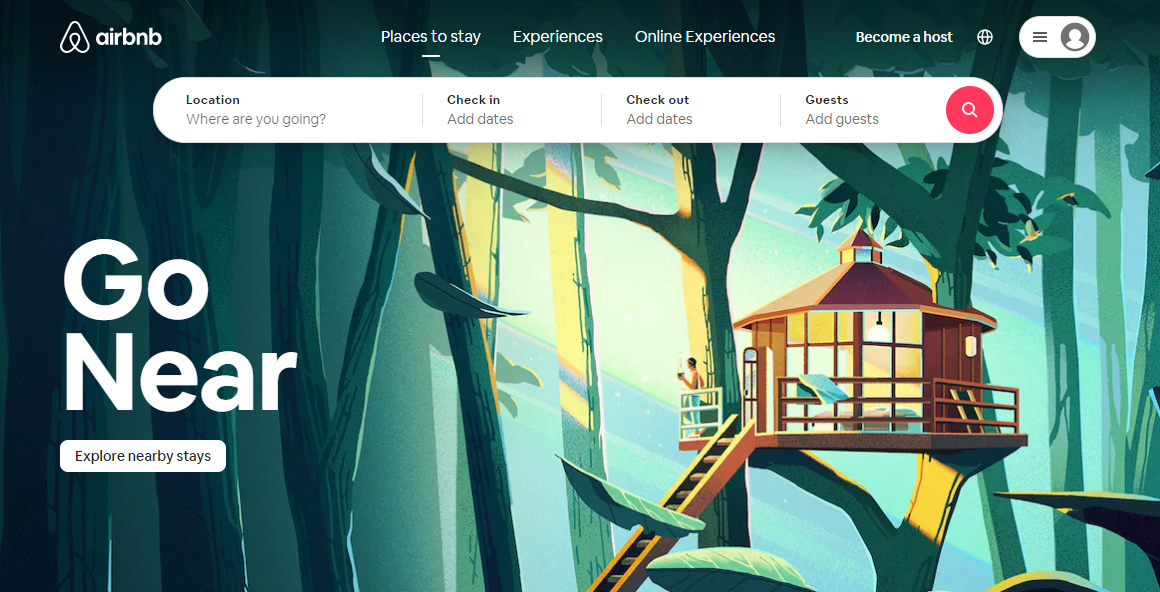 airbnb
Places to stay
Experiences
Online Experiences
Become a host
Location
Where are you going?
Check in
Add dates
Check out
Add dates
Guests
Add guests
Go
Near
Explore nearby stays